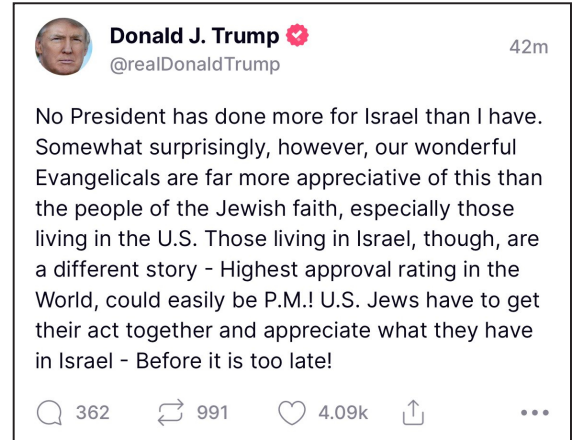 Donald J. Trump
@realDonaldTrump
42m
No President has done more for Israel than I have.
Somewhat surprisingly, however, our wonderful
Evangelicals are far more appreciative of this than
the people of the Jewish faith, especially those
living in the U.S. Those living in Israel, though, are
a different story - Highest approval rating in the
World, could easily be P.M.! U.S. Jews have to get
their act together and appreciate what they have
in Israel - Before it is too late!
362 991 4.09k